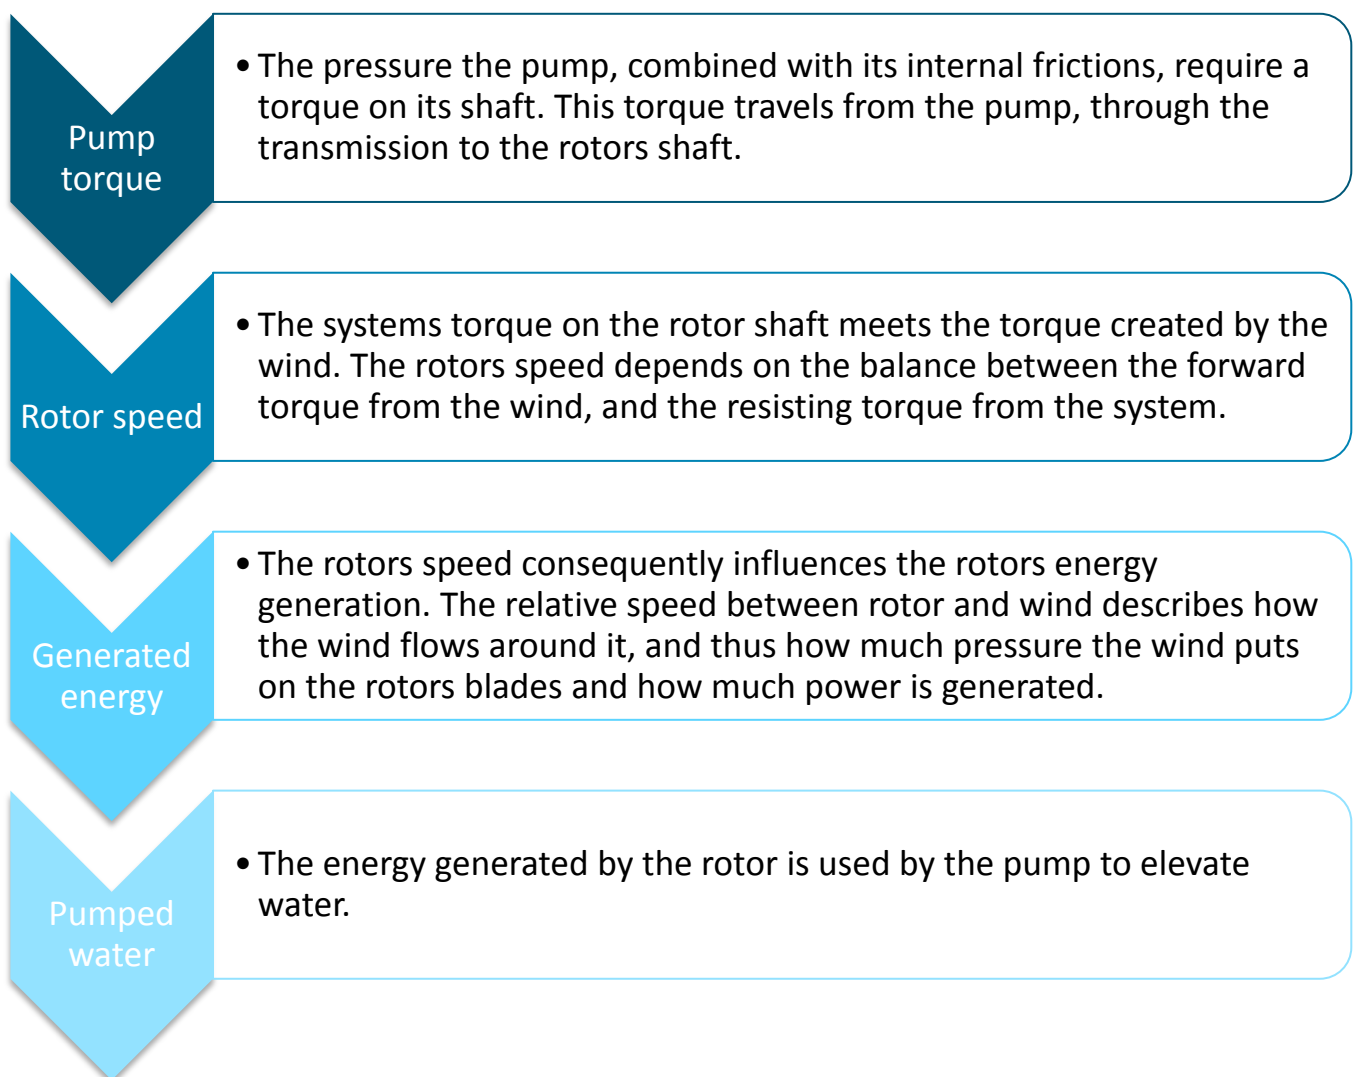 Pump
torque
• The pressure the pump, combined with its internal frictions, require a
torque on its shaft. This torque travels from the pump, through the
transmission to the rotors shaft.
Rotor speed
• The systems torque on the rotor shaft meets the torque created by the
wind. The rotors speed depends on the balance between the forward
torque from the wind, and the resisting torque from the system.
Generated
energy
• The rotors speed consequently influences the rotors energy
generation. The relative speed between rotor and wind describes how
the wind flows around it, and thus how much pressure the wind puts
on the rotors blades and how much power is generated.
Pumped
water
• The energy generated by the rotor is used by the pump to elevate
water.